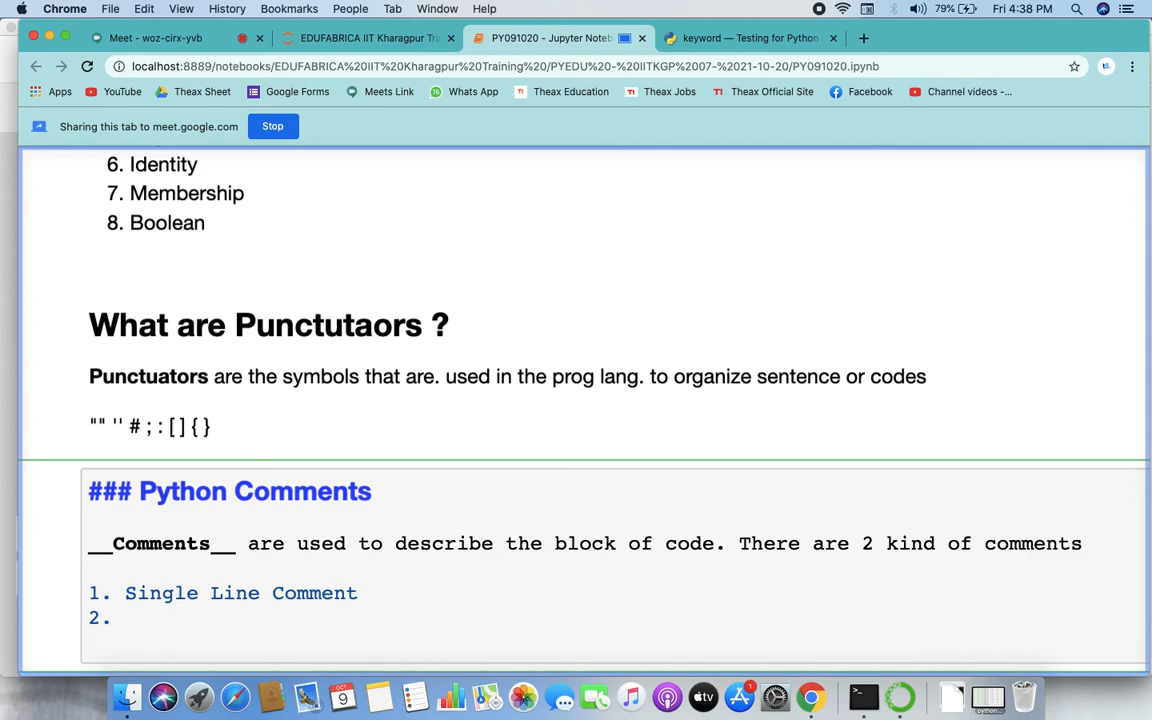 Chrome File Edit View History Bookmarks People Tab Window Help 79% Fri 4:38 PM
Meet - woz-cirx-yvb EDUFABRICA IIT Kharagpur Tra PY091020 - Jupyter Noteb keyword — Testing for Python
localhost:8889/notebooks/EDUFABRICA%20IIT%20Kharagpur%20Training%20/PYEDU%20-%20IITKGP%2007-%2021-10-20/PY091020.ipynb
Apps YouTube Theax Sheet Google Forms Meets Link Whats App Theax Education Theax Jobs Theax Official Site Facebook Channel videos -...
Sharing this tab to meet.google.com Stop
6. Identity
7. Membership
8. Boolean
What are Punctutaors ?
Punctuators are the symbols that are. used in the prog lang. to organize sentence or codes
"" '' # ; : [ ] { }
### Python Comments
__Comments__ are used to describe the block of code. There are 2 kind of comments
1. Single Line Comment
2.
OCT
9
tv
1